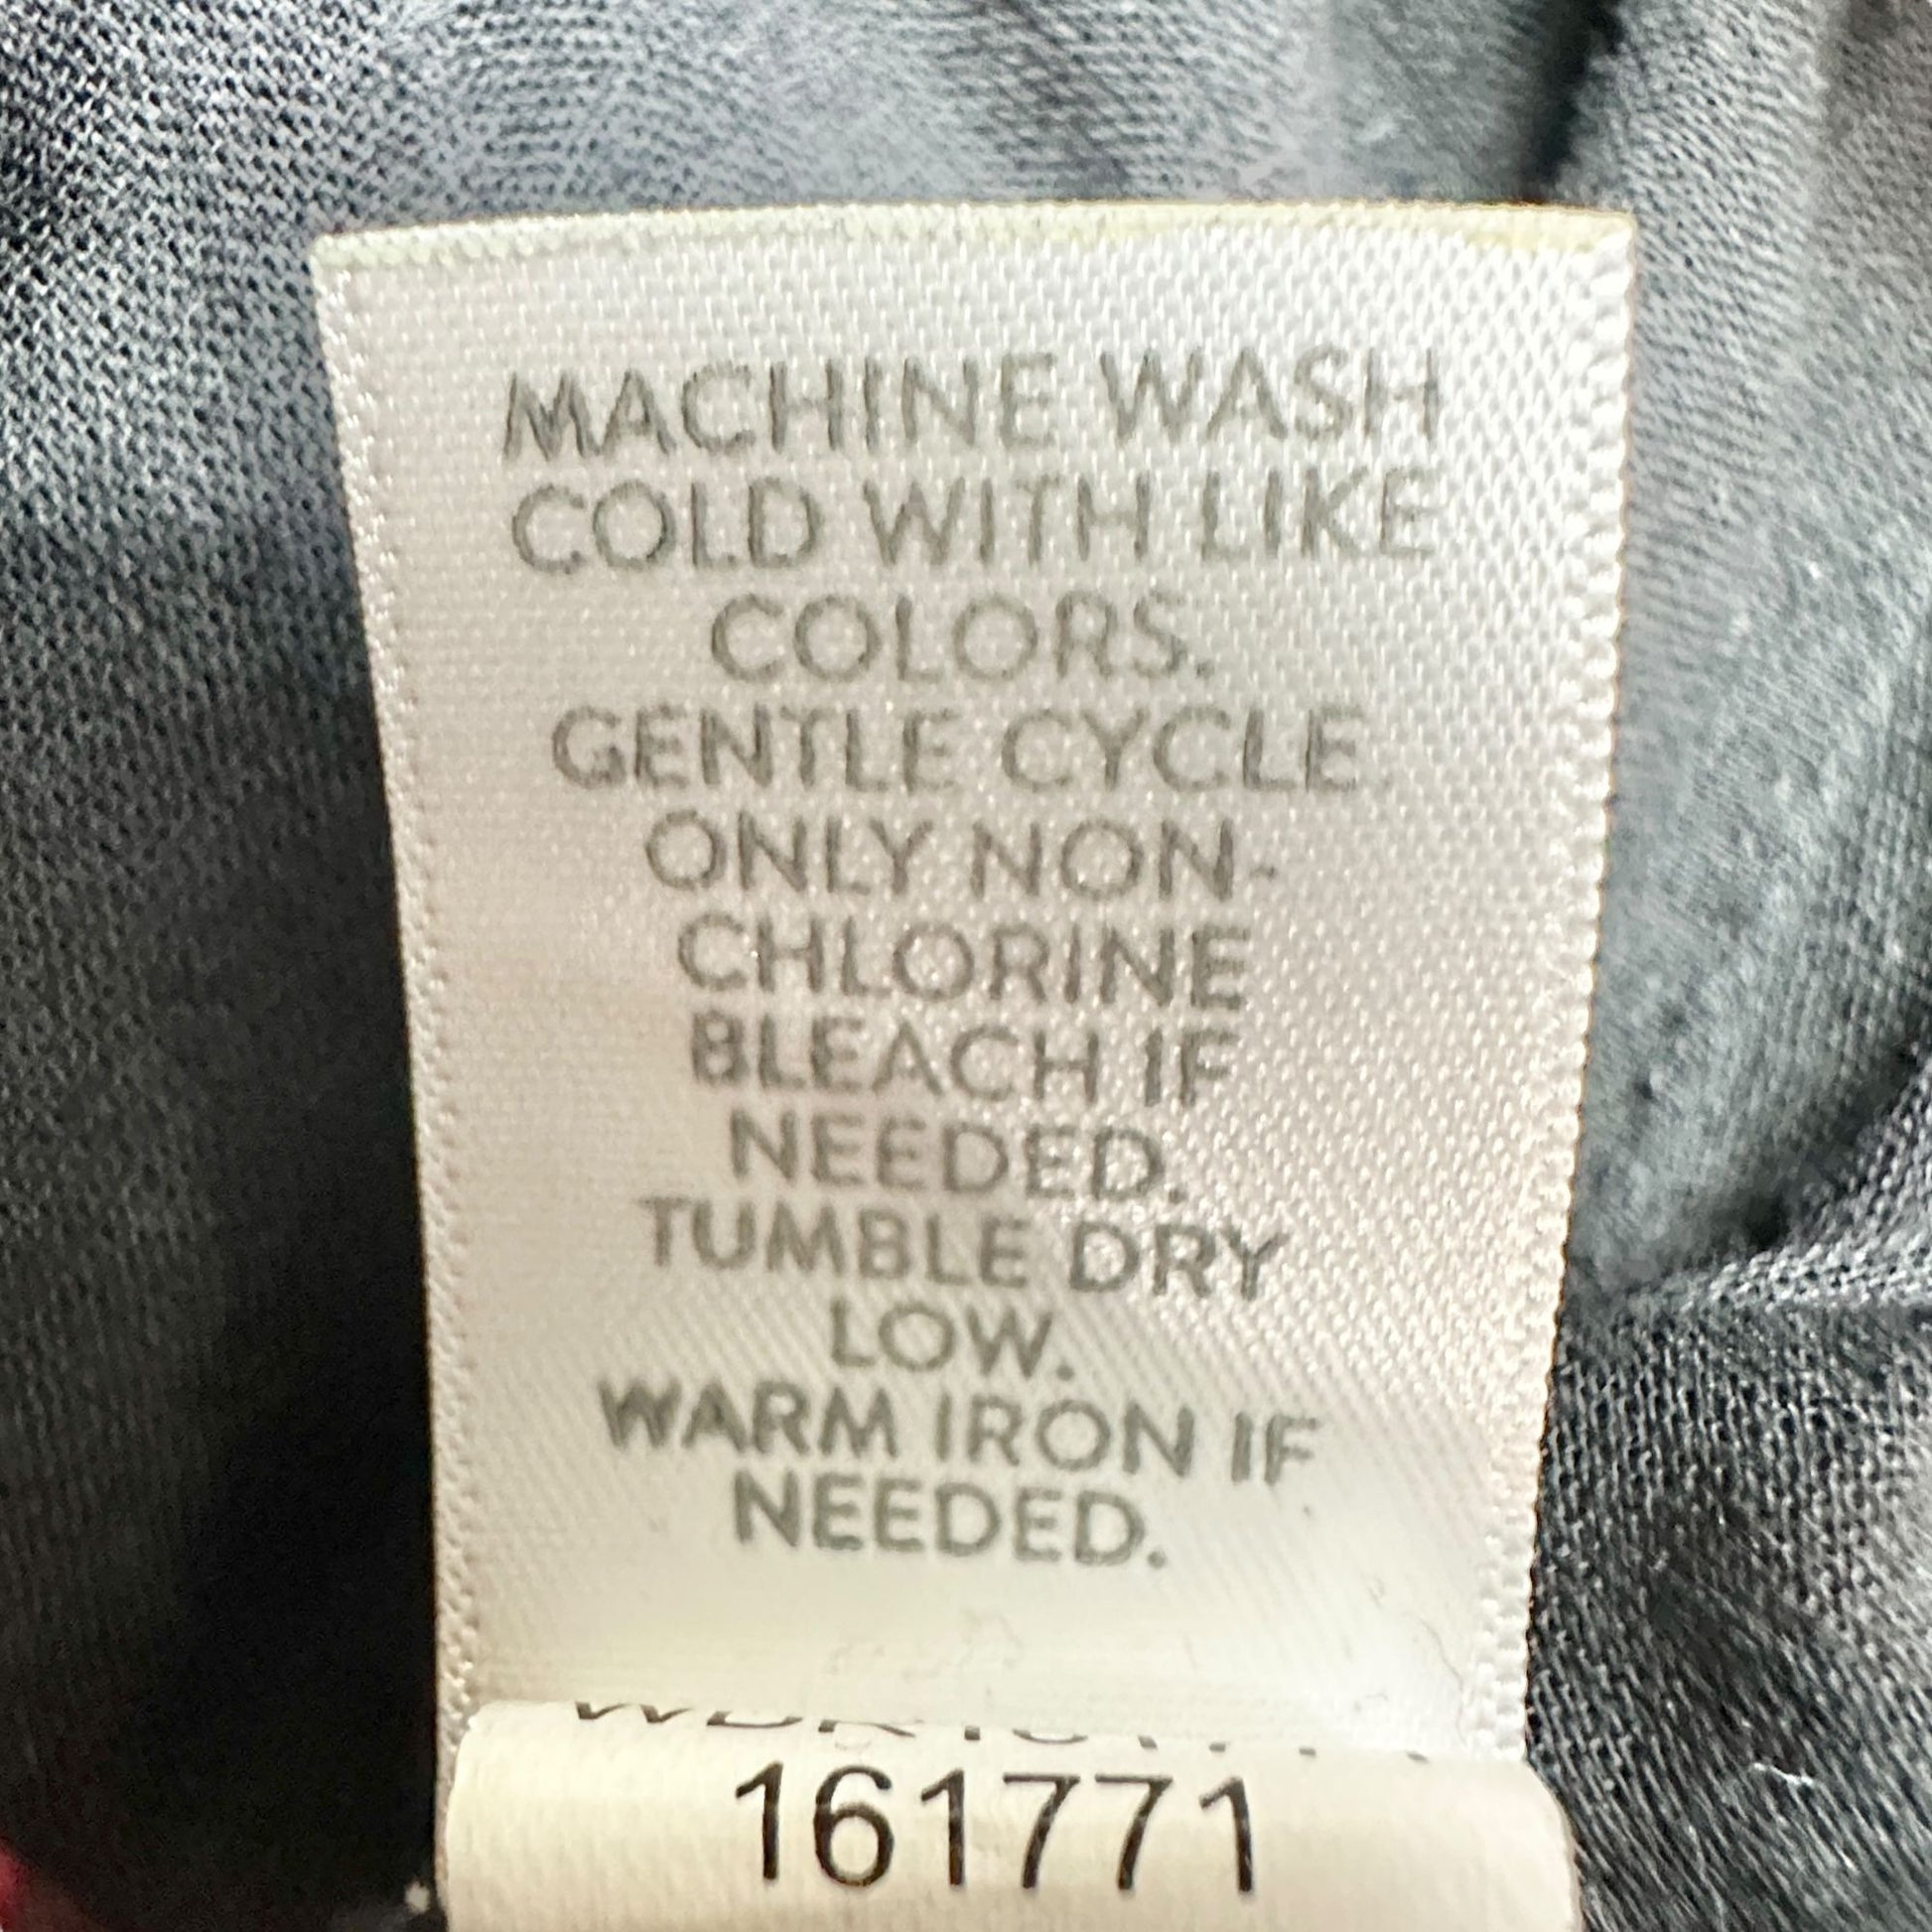 MACHINE WASH
COLD WITH LIKE
COLORS.
GENTLE CYCLE.
ONLY NON-
CHLORINE
BLEACH IF
NEEDED.
TUMBLE DRY
LOW.
WARM IRON IF
NEEDED.
161771